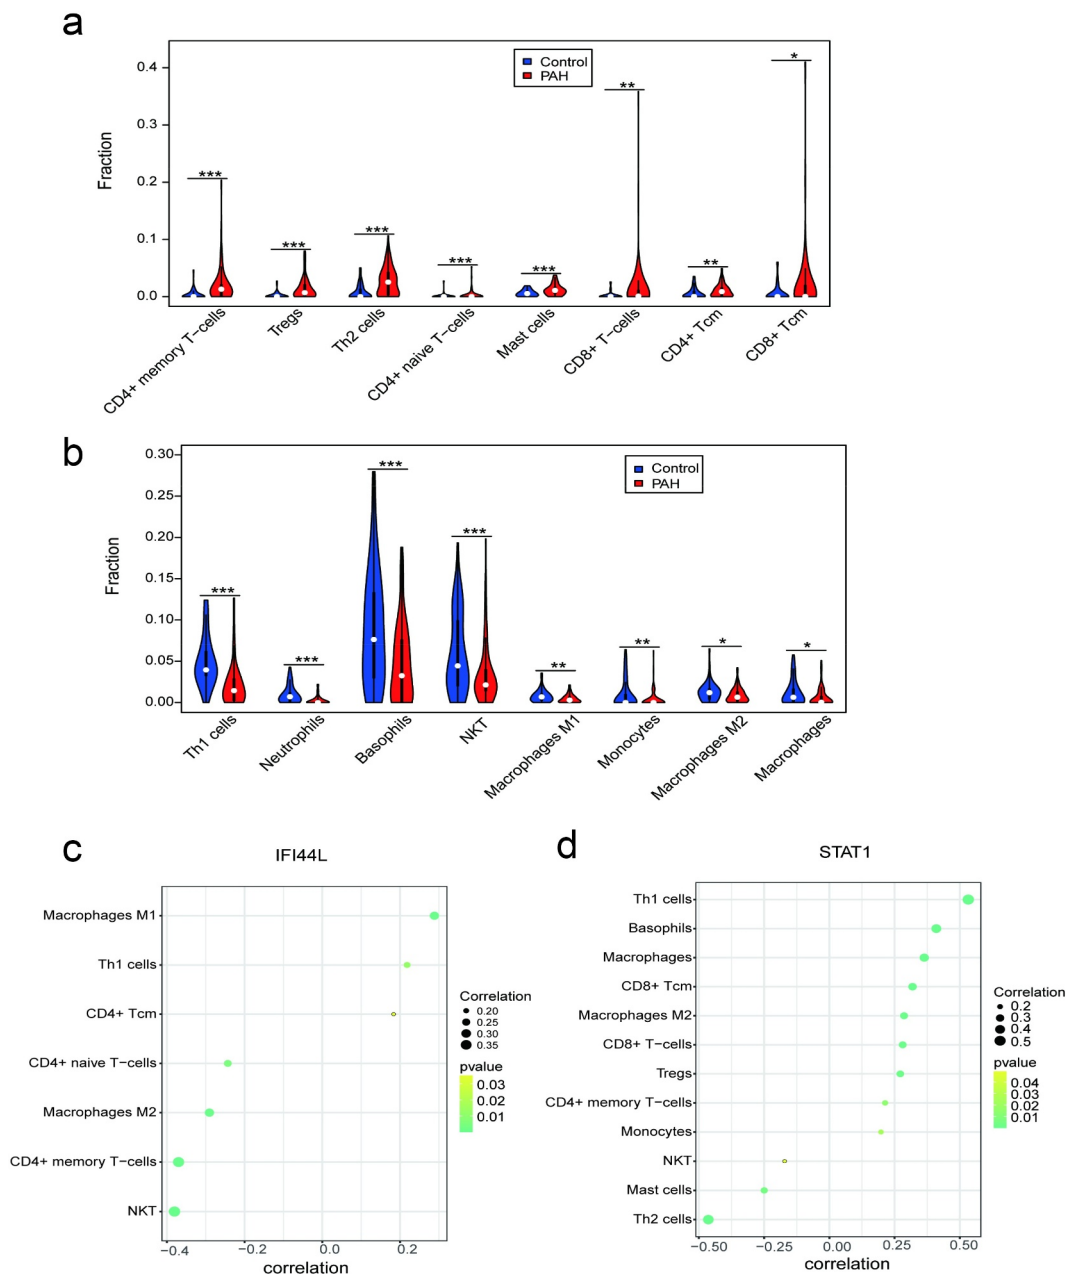 a
Control
PAH
Fraction
0.4
0.3
0.2
0.1
0.0
***
***
***
***
***
**
**
*
CD4+ memory T-cells
Tregs
Th2 cells
CD4+ naive T-cells
Mast cells
CD8+ T-cells
CD4+ Tcm
CD8+ Tcm
b
Control
PAH
Fraction
0.30
0.25
0.20
0.15
0.10
0.05
0.00
***
***
***
***
**
**
*
*
Th1 cells
Neutrophils
Basophils
NKT
Macrophages M1
Monocytes
Macrophages M2
Macrophages
c
IFI44L
Macrophages M1
Th1 cells
CD4+ Tcm
CD4+ naive T-cells
Macrophages M2
CD4+ memory T-cells
NKT
-0.4 -0.2 0.0 0.2
correlation
Correlation
0.20
0.25
0.30
0.35
pvalue
0.03
0.02
0.01
d
STAT1
Th1 cells
Basophils
Macrophages
CD8+ Tcm
Macrophages M2
CD8+ T-cells
Tregs
CD4+ memory T-cells
Monocytes
NKT
Mast cells
Th2 cells
-0.50 -0.25 0.00 0.25 0.50
correlation
Correlation
0.2
0.3
0.4
0.5
pvalue
0.04
0.03
0.02
0.01